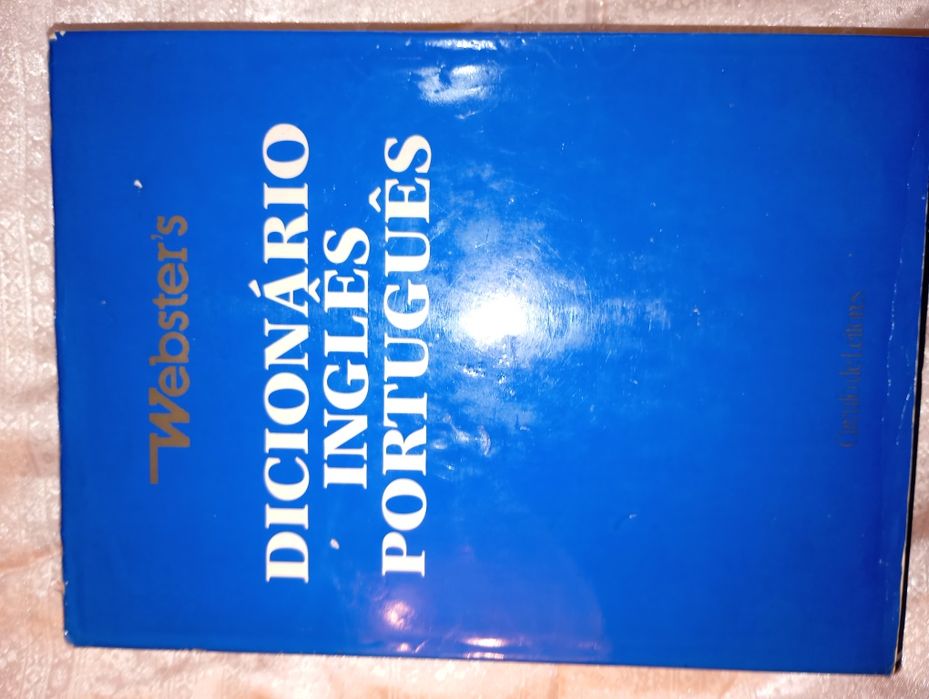 Webster's
DICIONÁRIO
INGLÊS
PORTUGUÊS
Círculo de Leitores